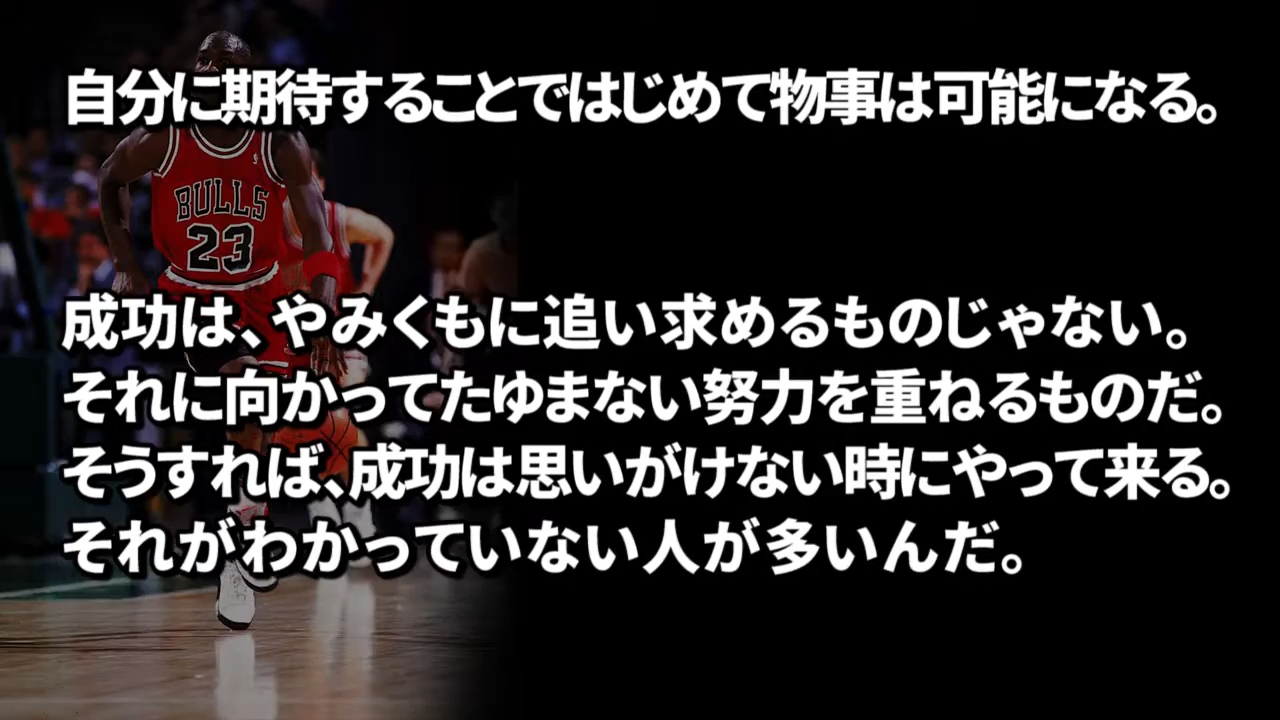 自分に期待することではじめて物事は可能になる。
BULLS
23
成功は、やみくもに追い求めるものじゃない。
それに向かってたゆまない努力を重ねるものだ。
そうすれば、成功は思いがけない時にやって来る。
それがわかっていない人が多いんだ。